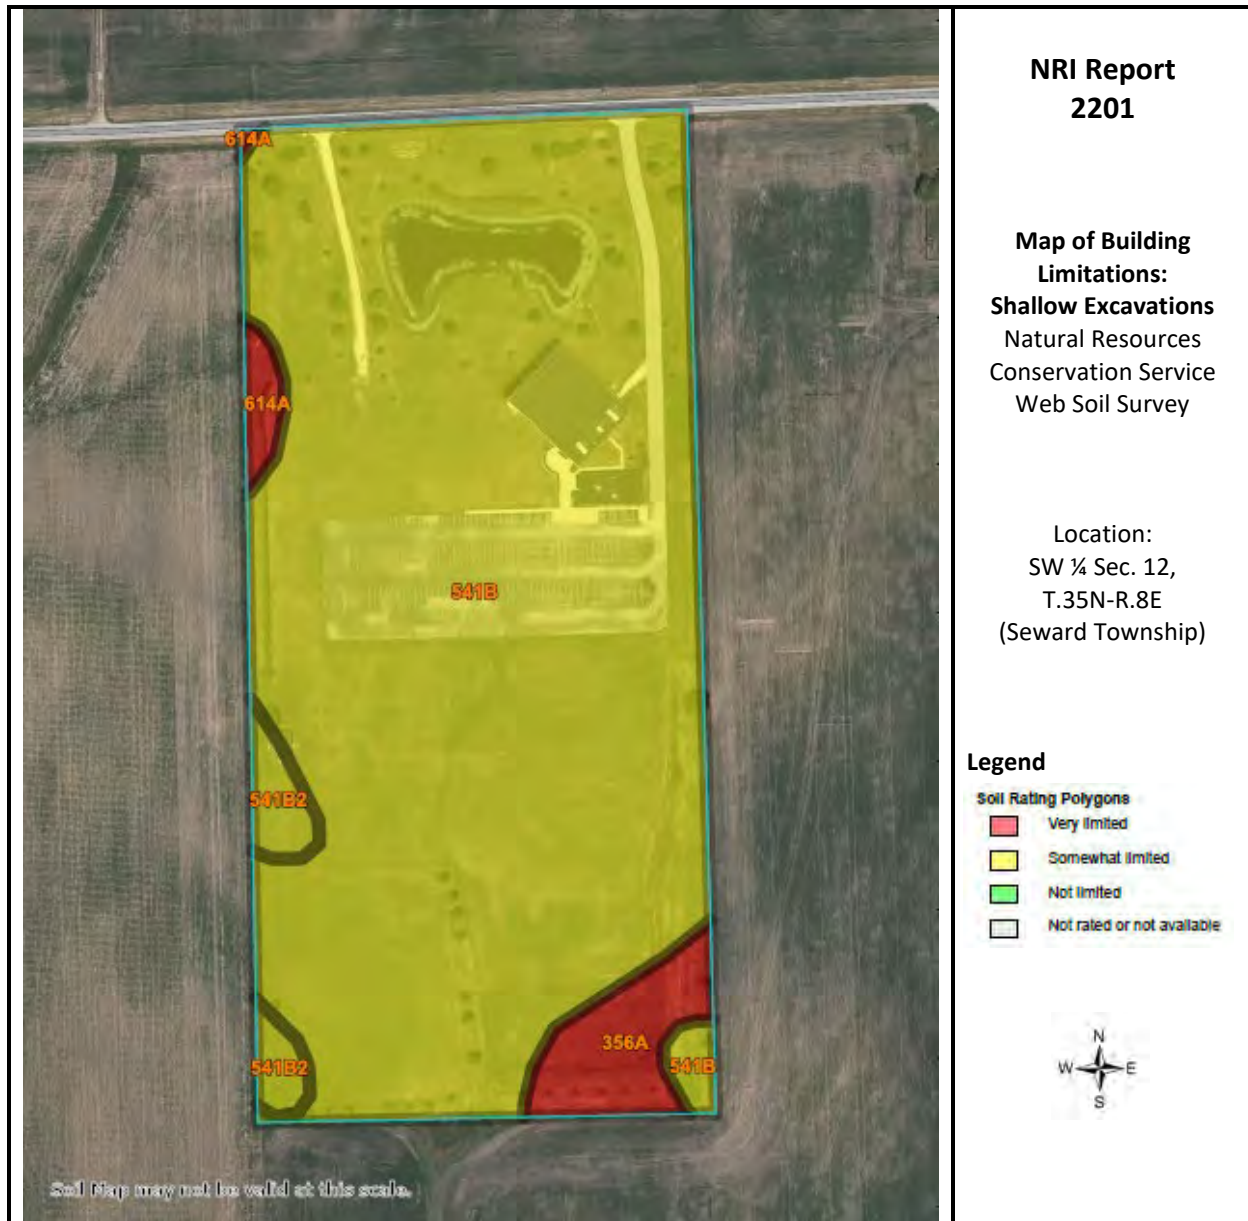 614A
614A
541B
541B2
356A
541B2
541B
Soil Map may not be valid at this scale.
NRI Report
2201
Map of Building
Limitations:
Shallow Excavations
Natural Resources
Conservation Service
Web Soil Survey
Location:
SW ¼ Sec. 12,
T.35N-R.8E
(Seward Township)
Legend
Soil Rating Polygons
Very limited
Somewhat limited
Not limited
Not rated or not available
N
W E
S